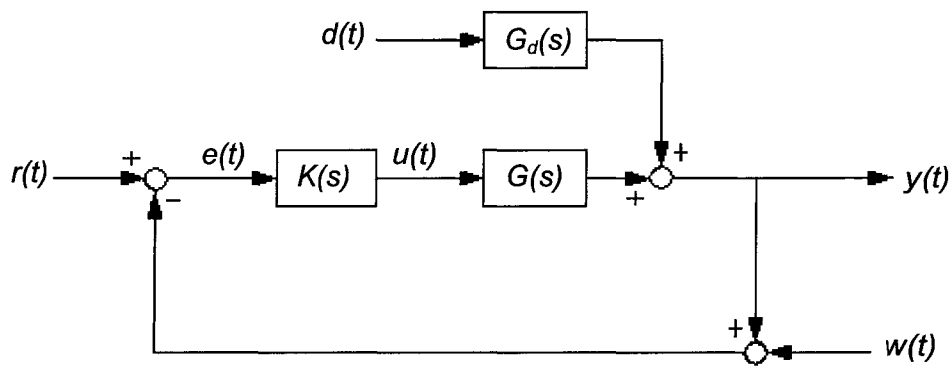 d(t) G_d(s)
+ +
r(t) e(t) K(s) u(t) G(s) y(t)
− +
+ w(t)